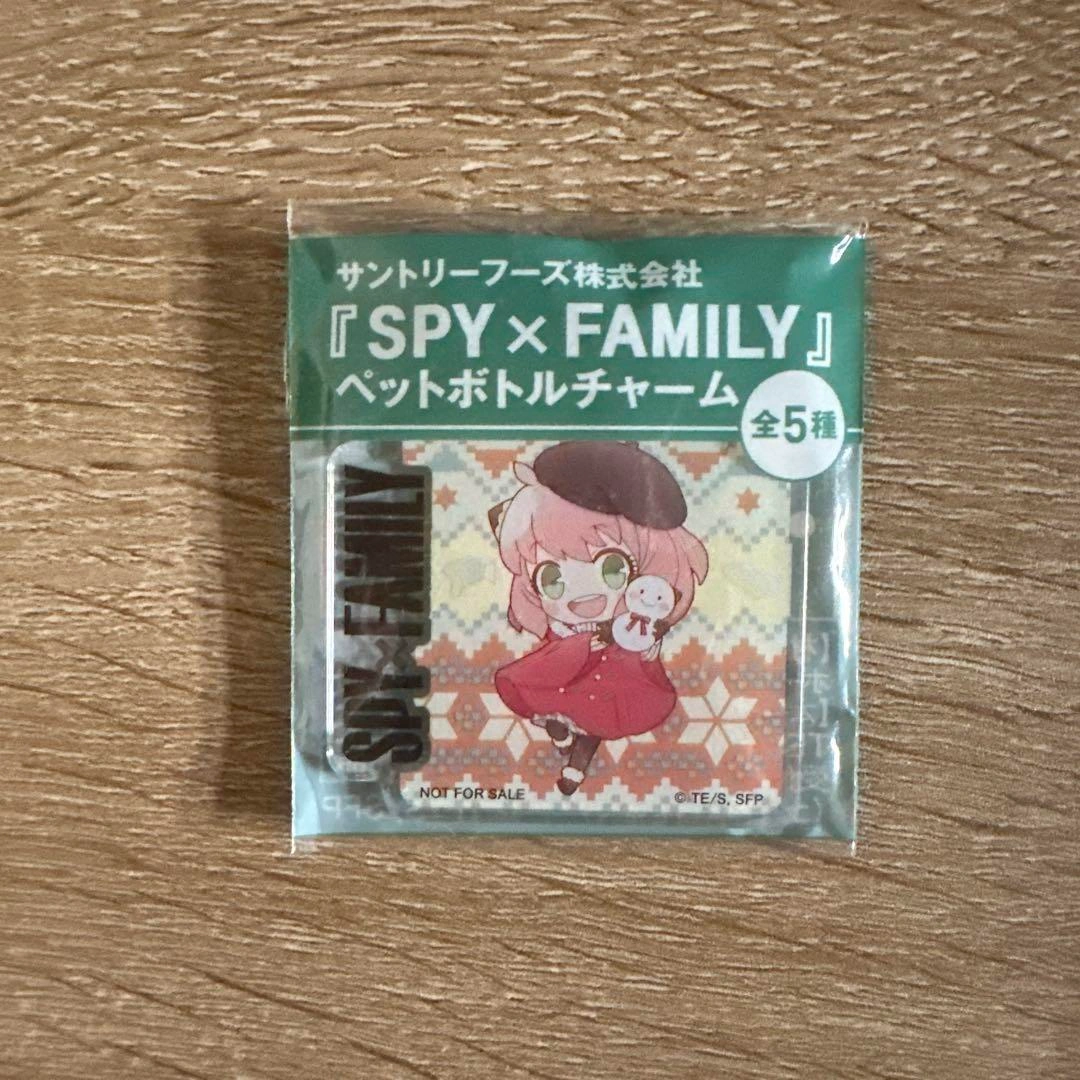 サントリーフーズ株式会社
『SPY×FAMILY』
ペットボトルチャーム
全5種
SPY×FAMILY
NOT FOR SALE
© TE/S, SFP